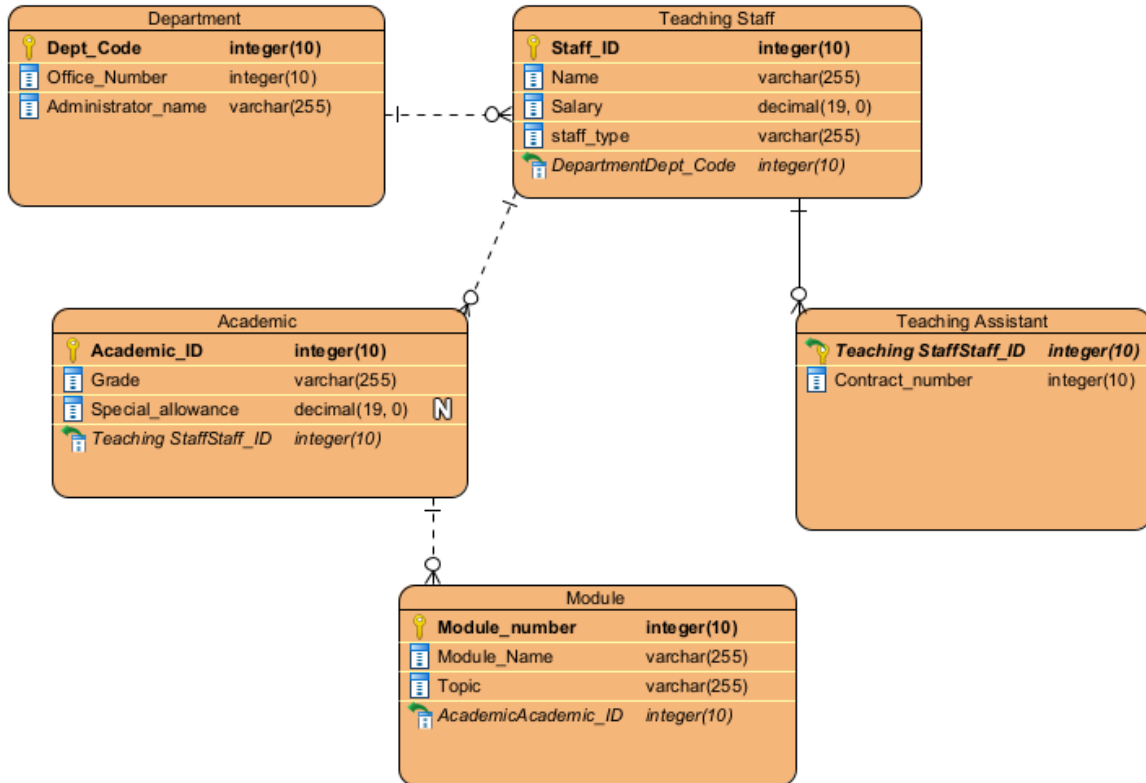 Department
Dept_Code integer(10)
Office_Number integer(10)
Administrator_name varchar(255)
Teaching Staff
Staff_ID integer(10)
Name varchar(255)
Salary decimal(19, 0)
staff_type varchar(255)
DepartmentDept_Code integer(10)
Academic
Academic_ID integer(10)
Grade varchar(255)
Special_allowance decimal(19, 0) N
Teaching StaffStaff_ID integer(10)
Teaching Assistant
Teaching StaffStaff_ID integer(10)
Contract_number integer(10)
Module
Module_number integer(10)
Module_Name varchar(255)
Topic varchar(255)
AcademicAcademic_ID integer(10)